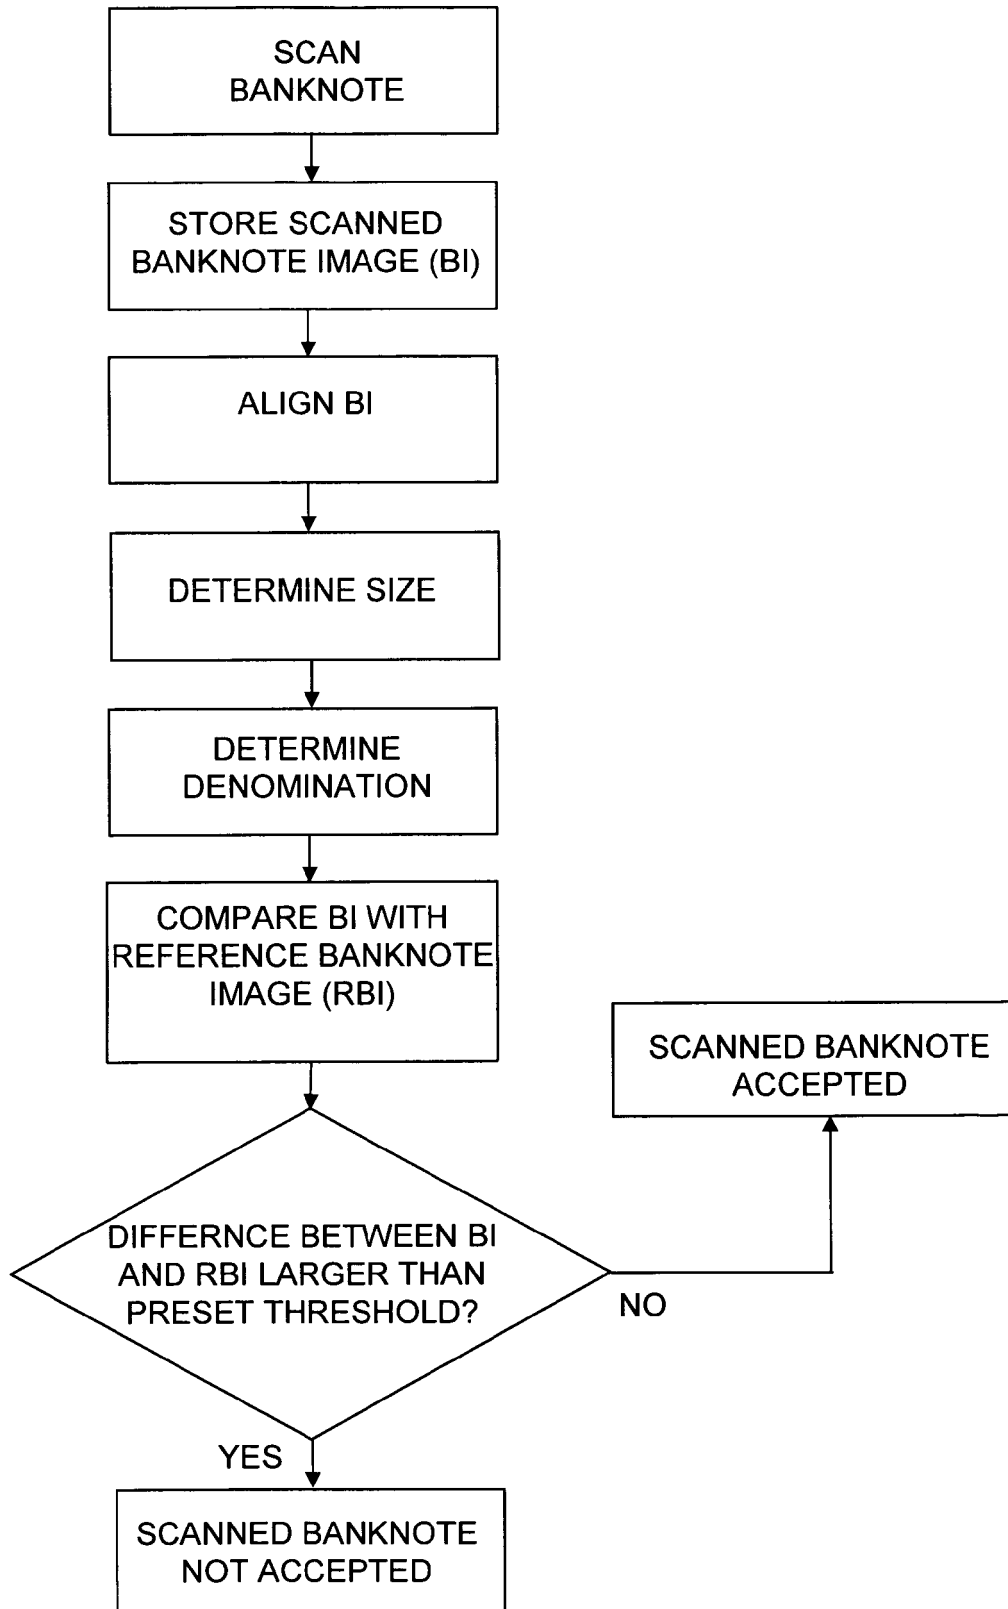 SCAN
BANKNOTE
STORE SCANNED
BANKNOTE IMAGE (BI)
ALIGN BI
DETERMINE SIZE
DETERMINE
DENOMINATION
COMPARE BI WITH
REFERENCE BANKNOTE
IMAGE (RBI)
SCANNED BANKNOTE
ACCEPTED
DIFFERNCE BETWEEN BI
AND RBI LARGER THAN
PRESET THRESHOLD?
NO
YES
SCANNED BANKNOTE
NOT ACCEPTED